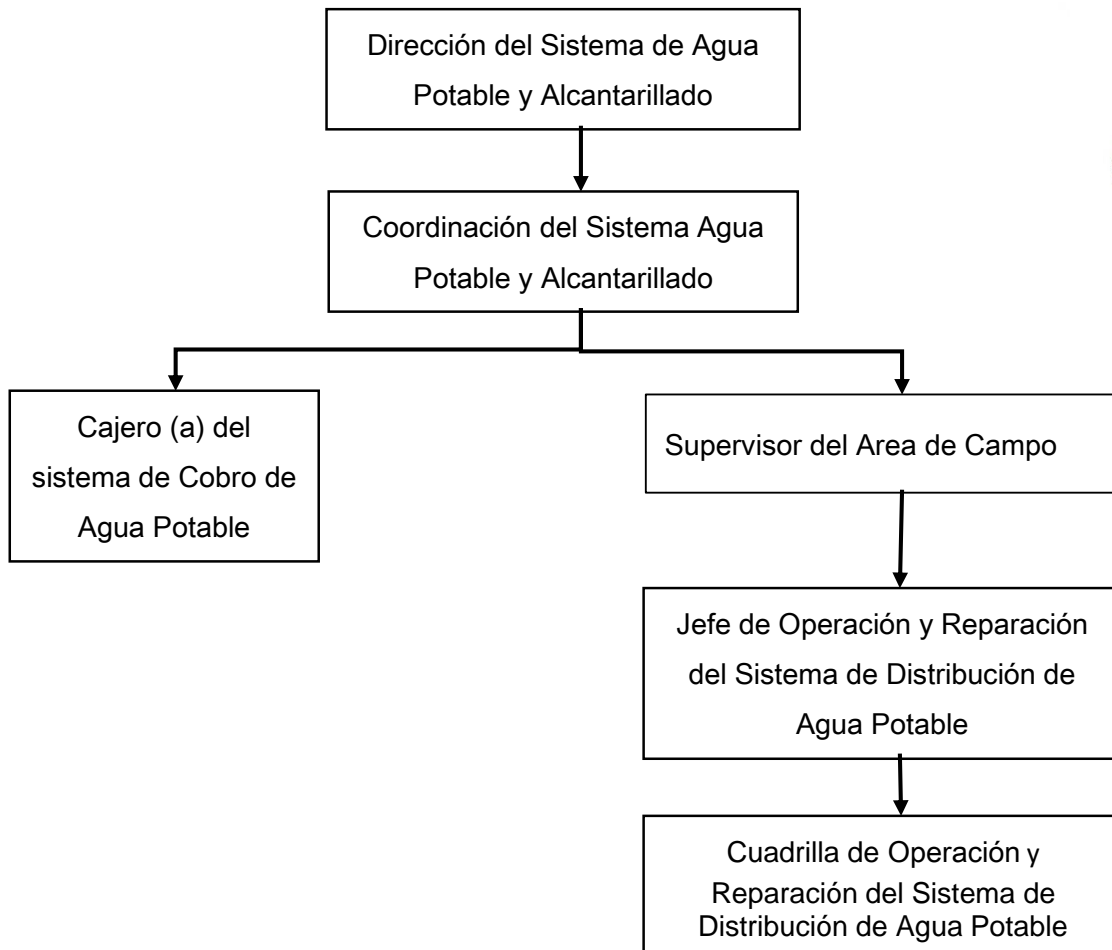 Dirección del Sistema de Agua
Potable y Alcantarillado
Coordinación del Sistema Agua
Potable y Alcantarillado
Cajero (a) del
sistema de Cobro de
Agua Potable
Supervisor del Area de Campo
Jefe de Operación y Reparación
del Sistema de Distribución de
Agua Potable
Cuadrilla de Operación y
Reparación del Sistema de
Distribución de Agua Potable